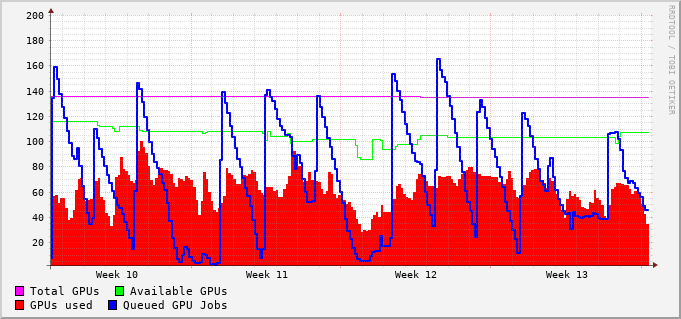 200
180
160
140
120
100
80
60
40
20
Week 10 Week 11 Week 12 Week 13
Total GPUs Available GPUs
GPUs used Queued GPU Jobs
RRDTOOL / TOBI OETIKER